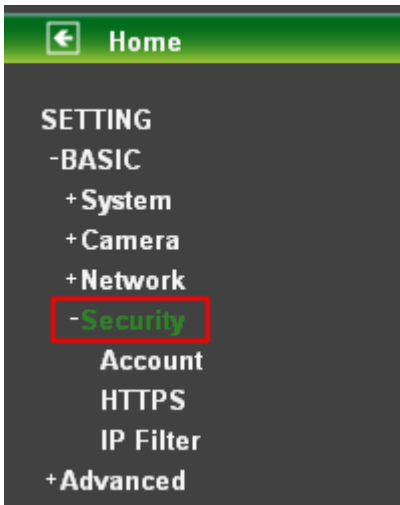 Home
SETTING
-BASIC
+System
+Camera
+Network
-Security
Account
HTTPS
IP Filter
+Advanced